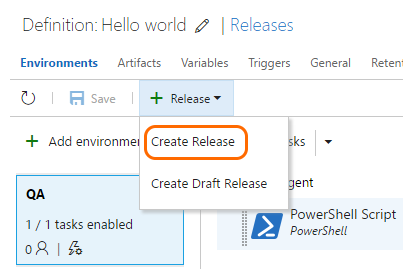 Definition: Hello world | Releases
Environments Artifacts Variables Triggers General Retent
Save + Release
+ Add environme
Create Release
sks
Create Draft Release
gent
QA
1 / 1 tasks enabled
0
PowerShell Script
PowerShell